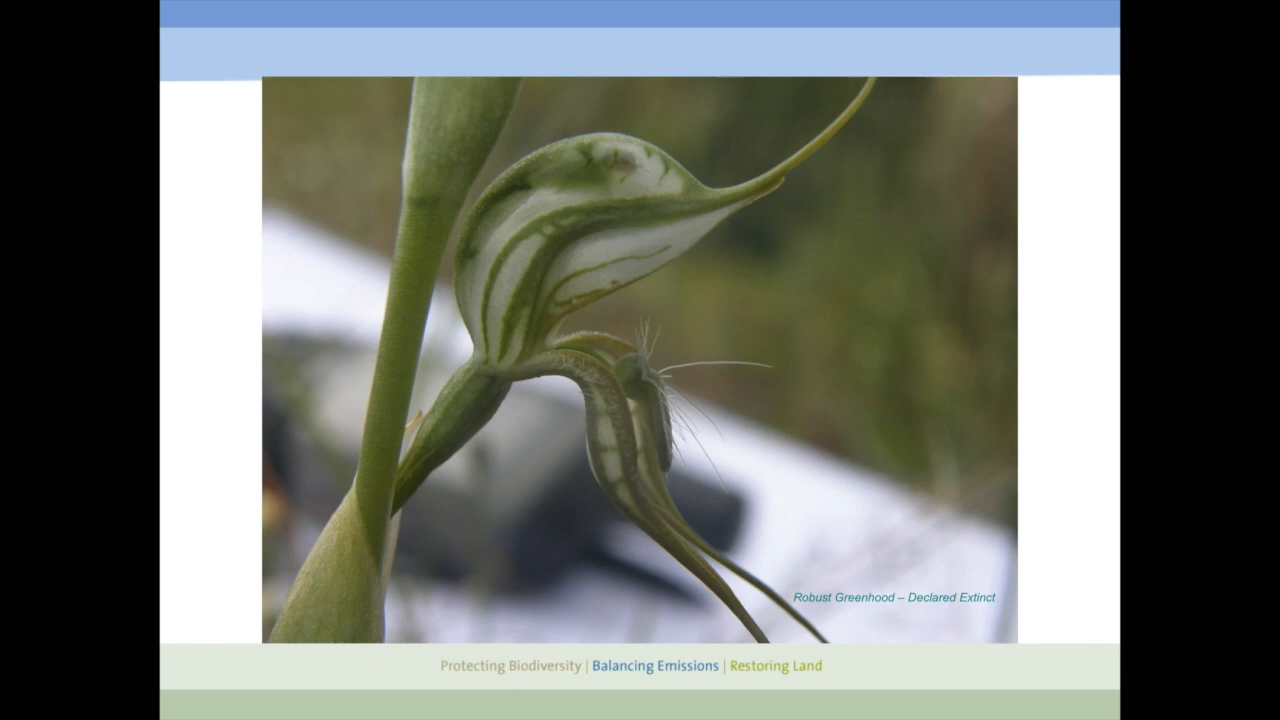 Robust Greenhood – Declared Extinct
Protecting Biodiversity | Balancing Emissions | Restoring Land